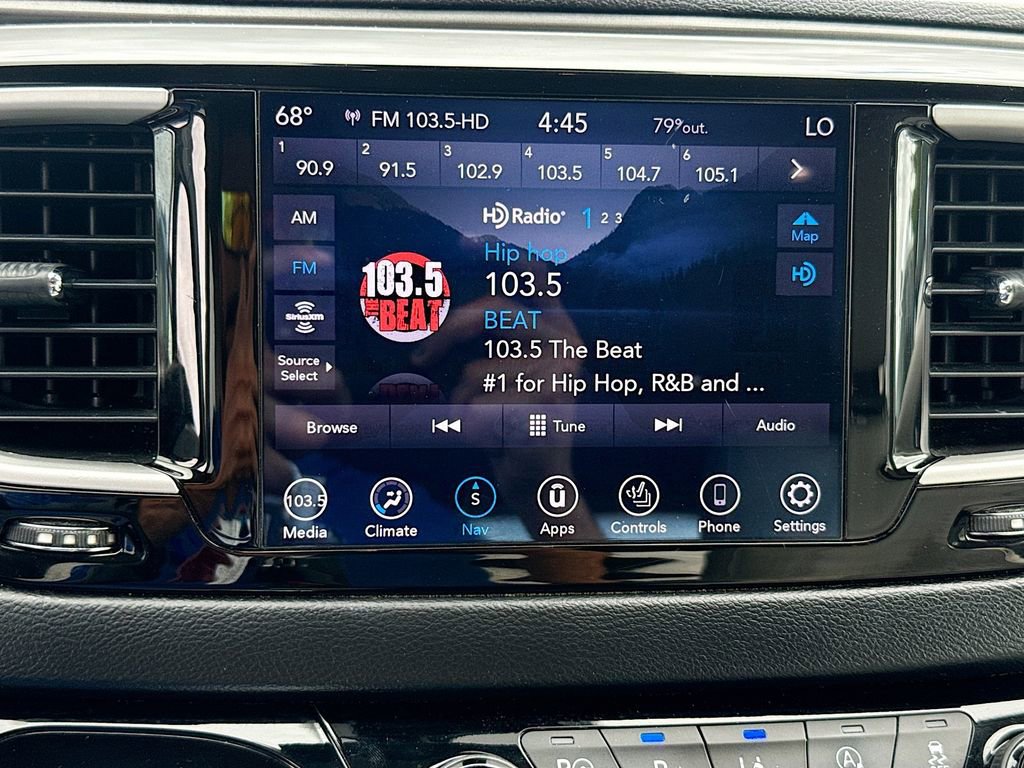 68° FM 103.5-HD 4:45 79° out. LO
1 90.9 2 91.5 3 102.9 4 103.5 5 104.7 6 105.1
AM
HD Radio 1 2 3
Map
FM
Hip hop
HD
103.5
103.5 THE BEAT
SiriusXM
BEAT
Source Select
103.5 The Beat
#1 for Hip Hop, R&B and ...
Browse Tune Audio
103.5 S U
Media Climate Nav Apps Controls Phone Settings
A